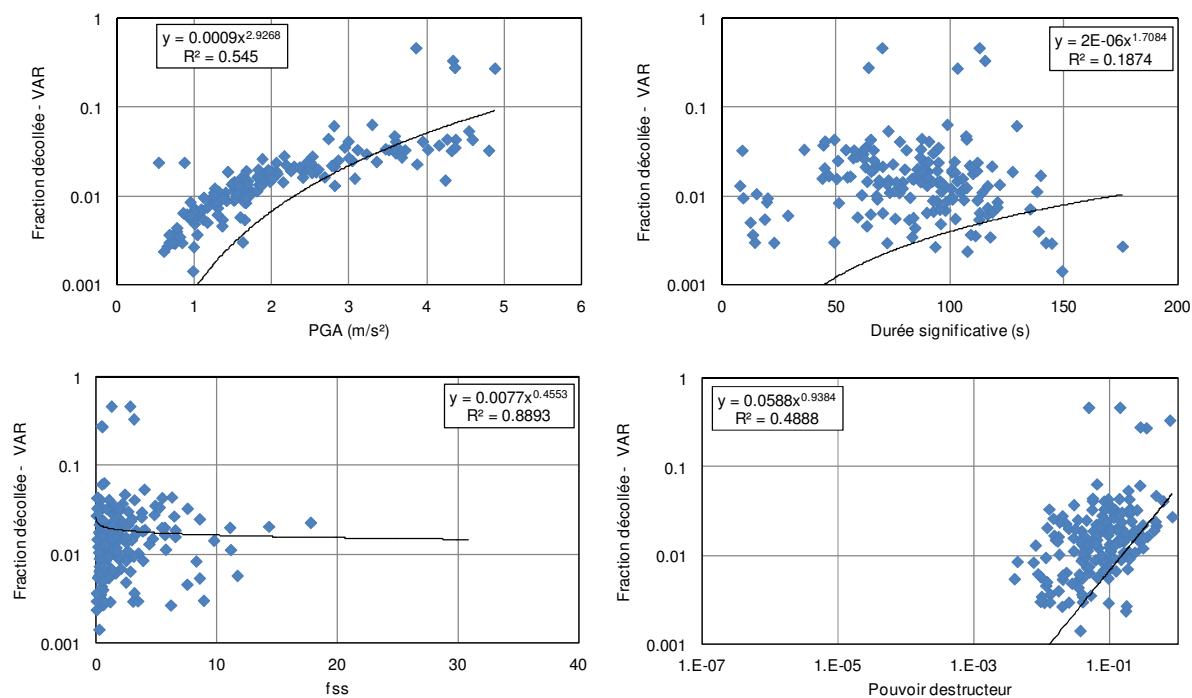 y = 0.0009x^2.9268
R² = 0.545
Fraction décollée - VAR
1
0.1
0.01
0.001
0
1
2
3
4
5
6
PGA (m/s²)
y = 2E-06x^1.7084
R² = 0.1874
Fraction décollée - VAR
1
0.1
0.01
0.001
0
50
100
150
200
Durée significative (s)
y = 0.0077x^0.4553
R² = 0.8893
Fraction décollée - VAR
1
0.1
0.01
0.001
0
10
20
30
40
fss
y = 0.0588x^0.9384
R² = 0.4888
Fraction décollée - VAR
1
0.1
0.01
0.001
1.E-07
1.E-05
1.E-03
1.E-01
Pouvoir destructeur